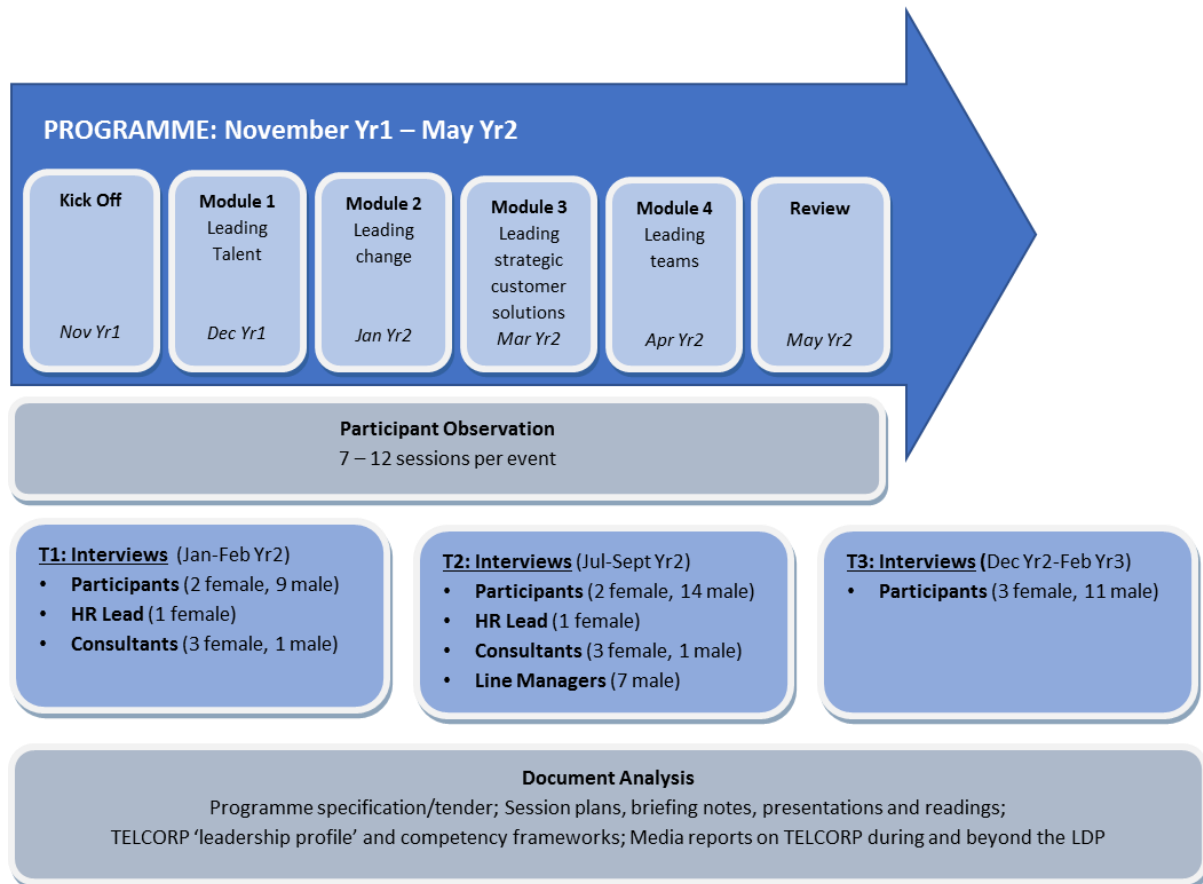 PROGRAMME: November Yr1 – May Yr2
Kick Off
Nov Yr1
Module 1
Leading
Talent
Dec Yr1
Module 2
Leading
change
Jan Yr2
Module 3
Leading
strategic
customer
solutions
Mar Yr2
Module 4
Leading
teams
Apr Yr2
Review
May Yr2
Participant Observation
7 – 12 sessions per event
T1: Interviews (Jan-Feb Yr2)
• Participants (2 female, 9 male)
• HR Lead (1 female)
• Consultants (3 female, 1 male)
T2: Interviews (Jul-Sept Yr2)
• Participants (2 female, 14 male)
• HR Lead (1 female)
• Consultants (3 female, 1 male)
• Line Managers (7 male)
T3: Interviews (Dec Yr2-Feb Yr3)
• Participants (3 female, 11 male)
Document Analysis
Programme specification/tender; Session plans, briefing notes, presentations and readings;
TELCORP ‘leadership profile’ and competency frameworks; Media reports on TELCORP during and beyond the LDP